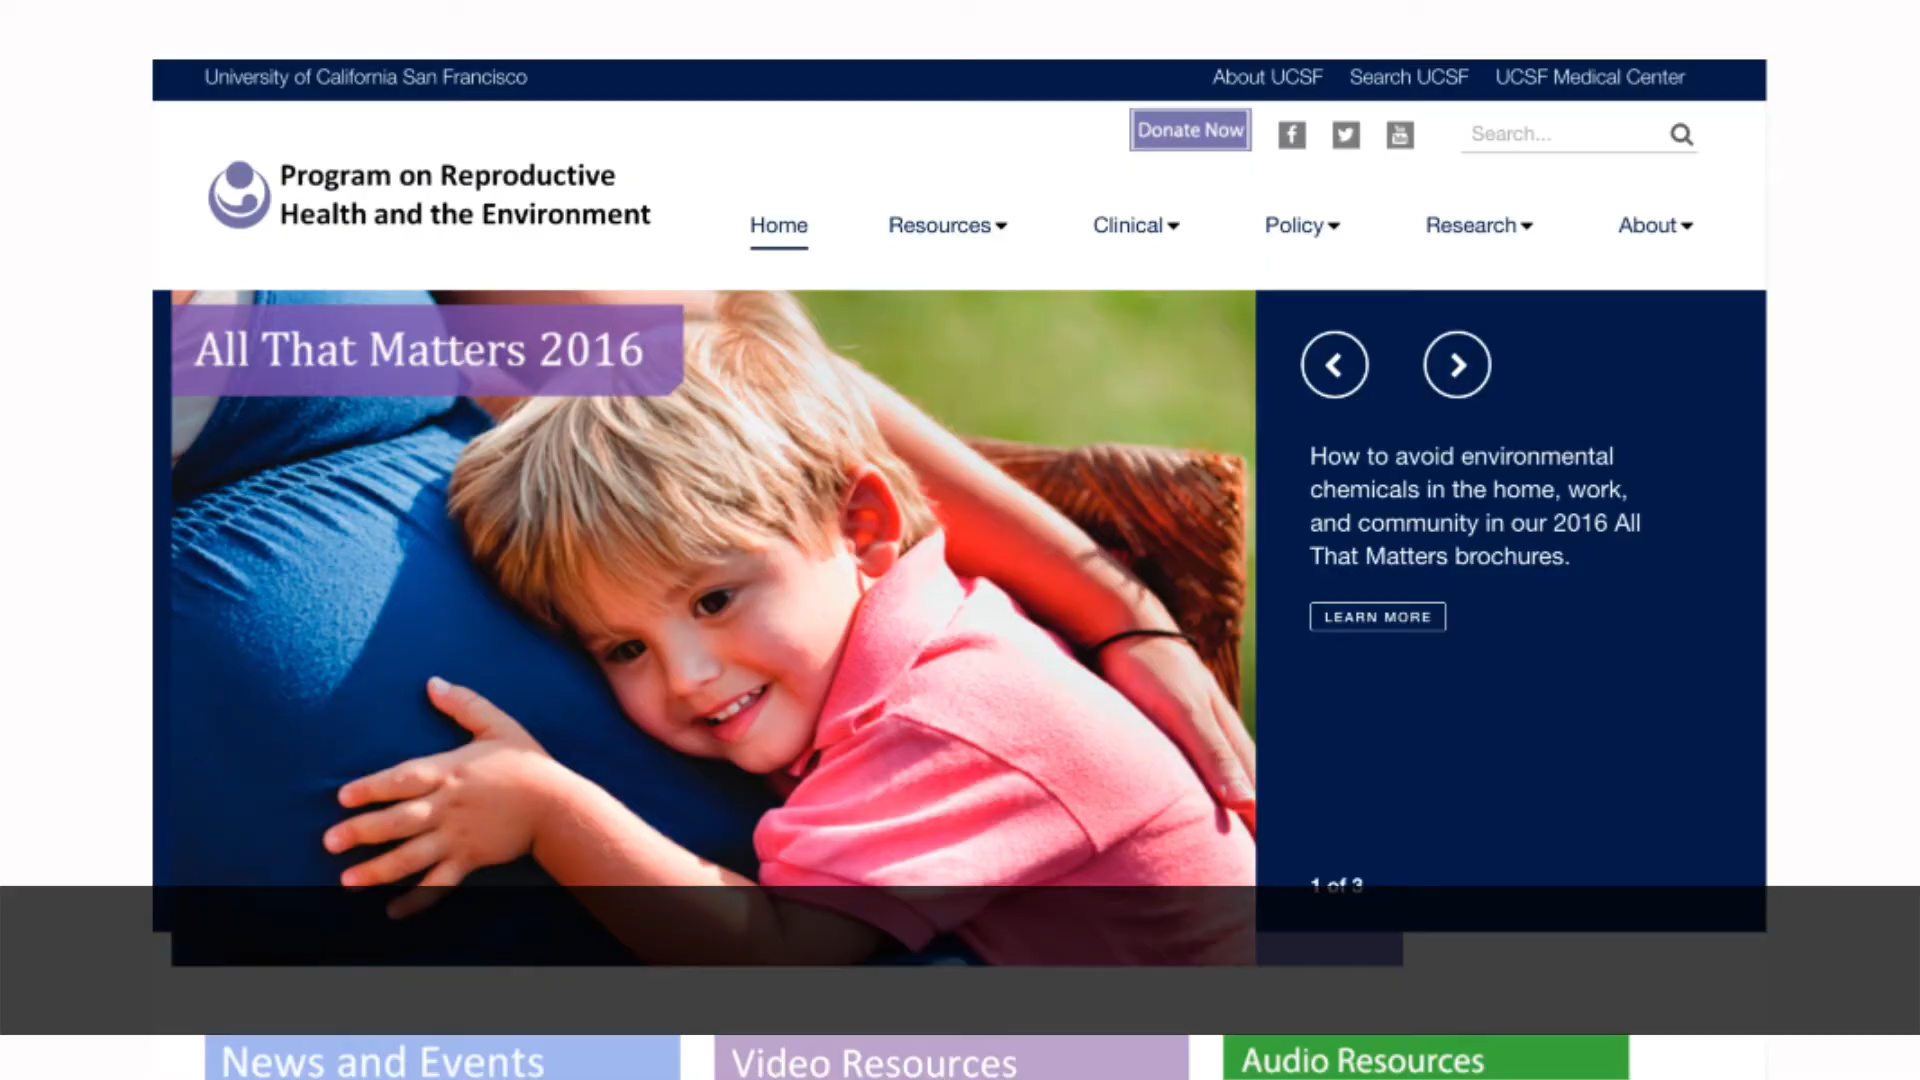 University of California San Francisco
About UCSF Search UCSF UCSF Medical Center
Donate Now
Search...
Program on Reproductive
Health and the Environment
Home Resources Clinical Policy Research About
All That Matters 2016
How to avoid environmental
chemicals in the home, work,
and community in our 2016 All
That Matters brochures.
LEARN MORE
1 of 3
News and Events
Video Resources
Audio Resources